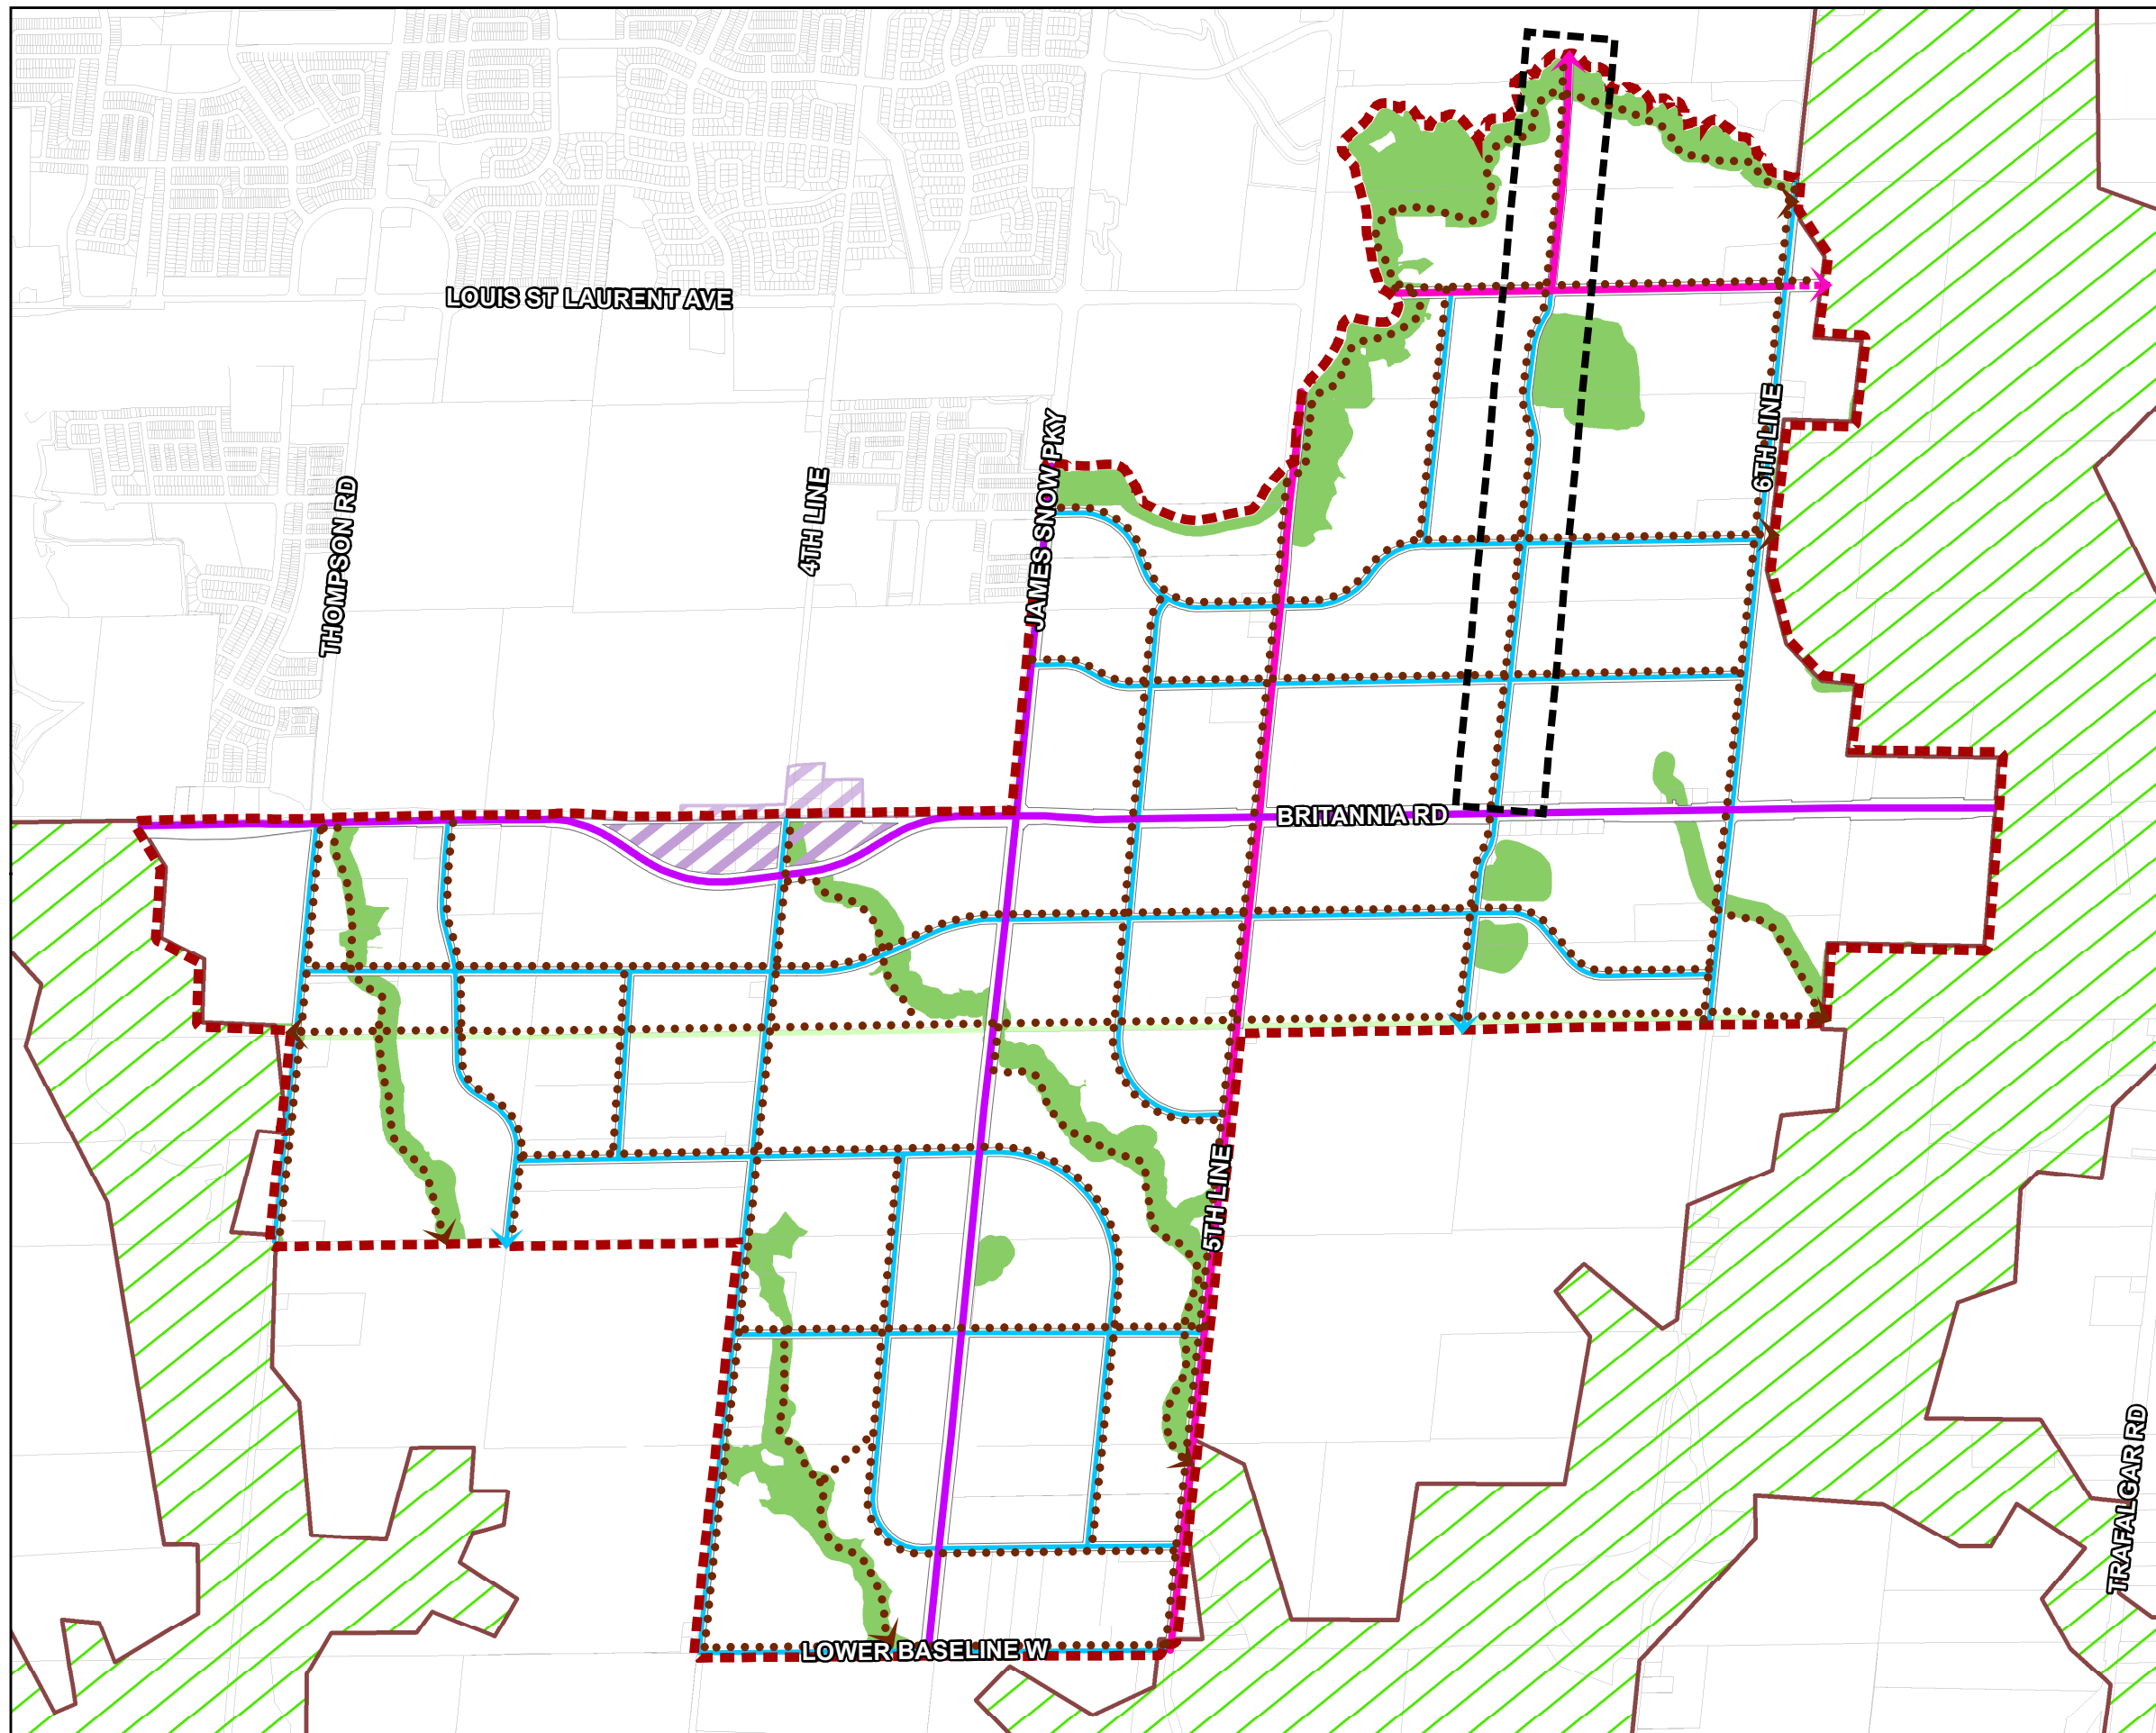 LOUIS ST LAURENT AVE
6TH LINE
JAMES SNOW PKY
4TH LINE
THOMPSON RD
BRITANNIA RD
5TH LINE
TRAFALGAR RD
LOWER BASELINE W